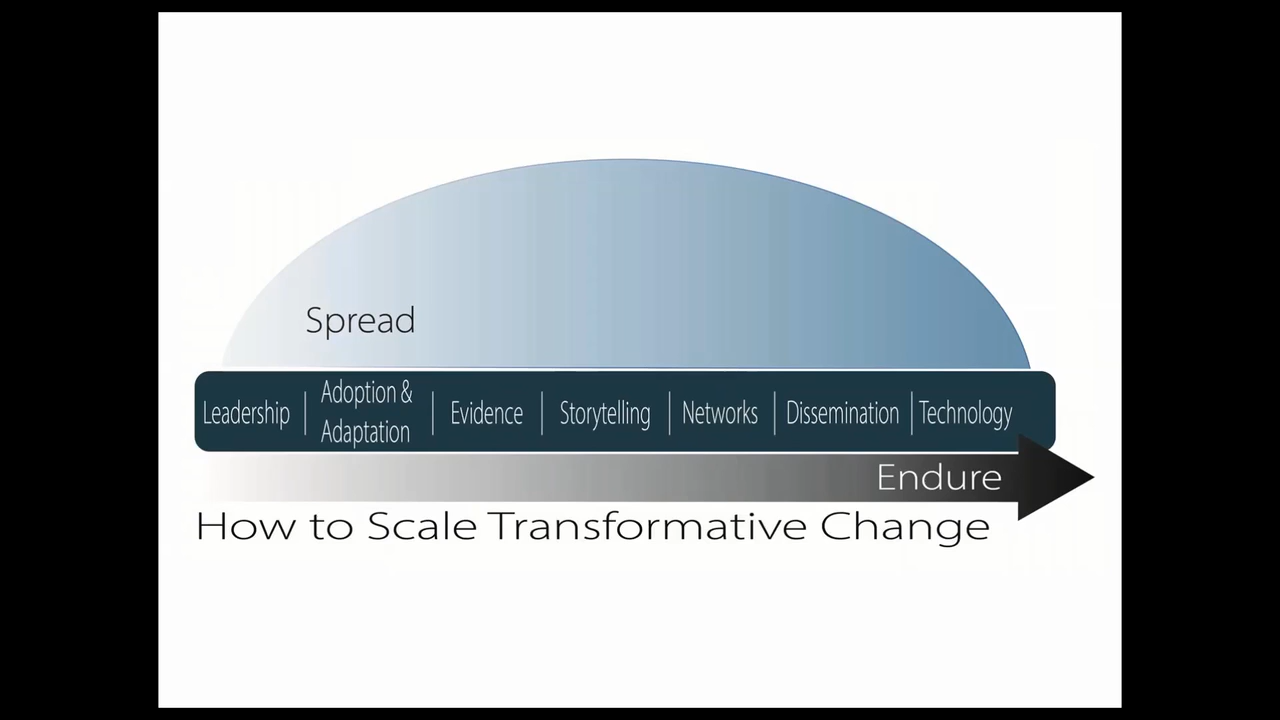 Spread
Leadership
Adoption &
Adaptation
Evidence
Storytelling
Networks
Dissemination
Technology
Endure
How to Scale Transformative Change